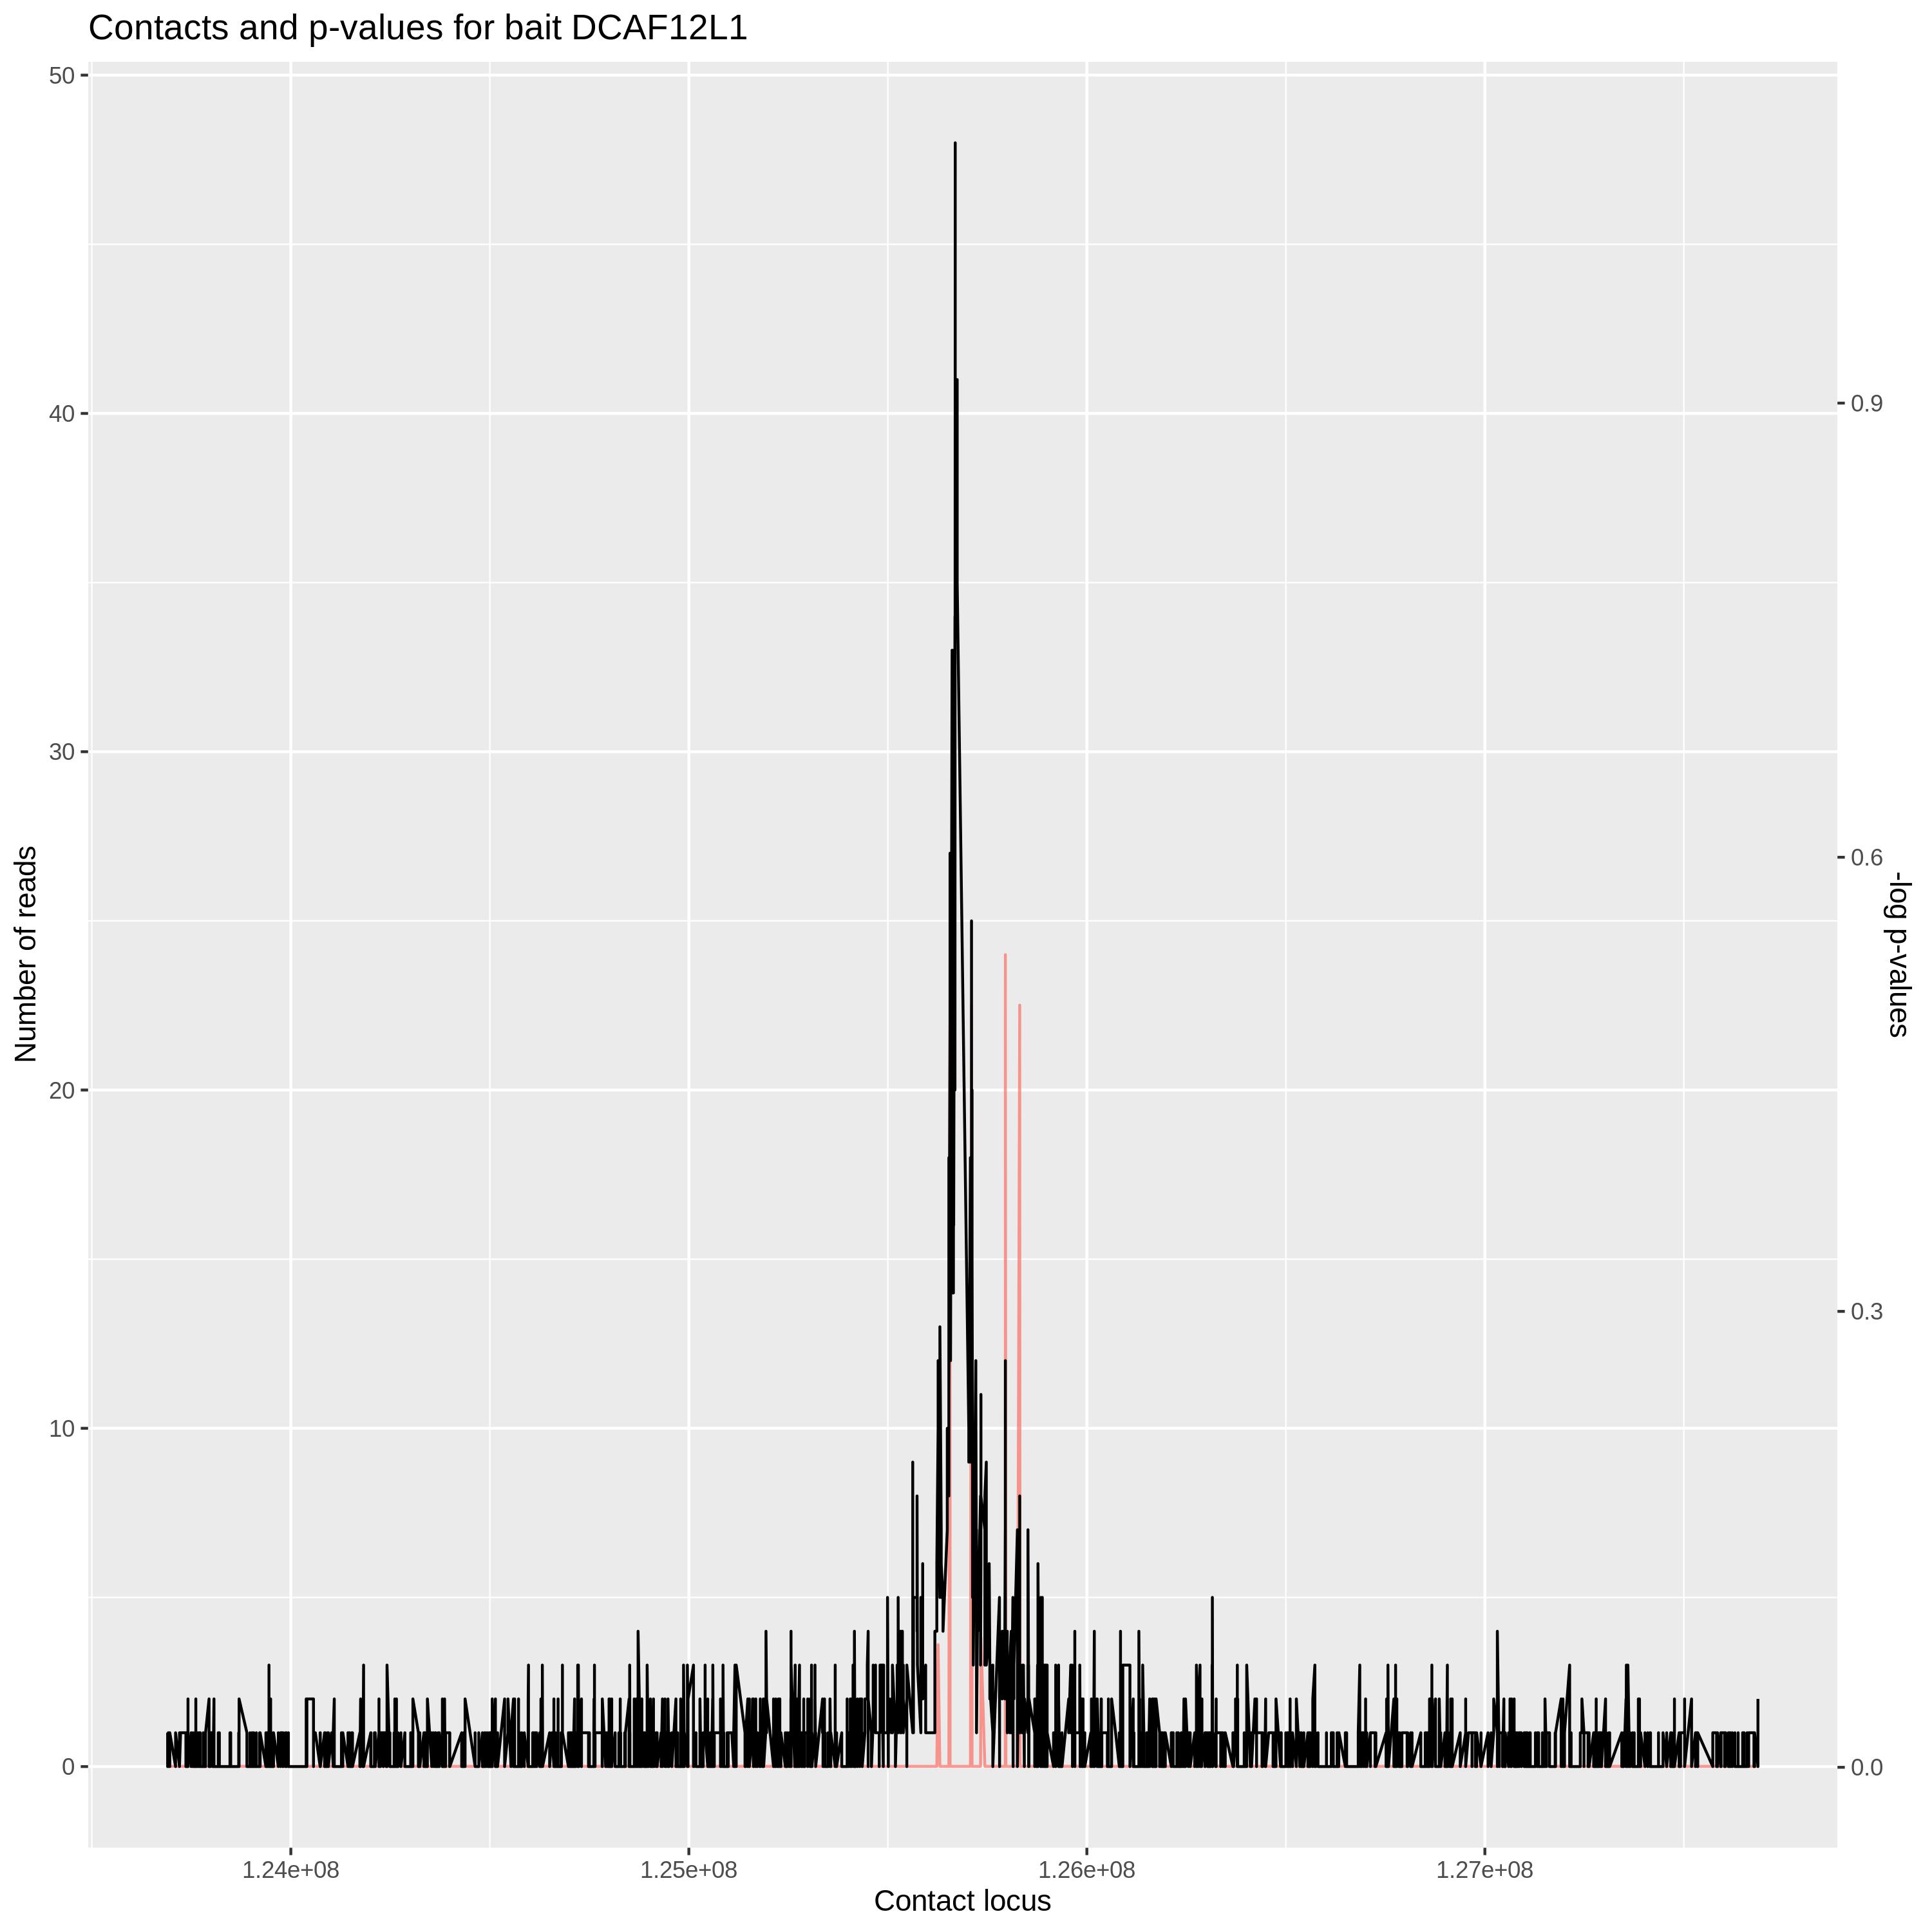 Contacts and p-values for bait DCAF12L1
50
40
30
20
10
0
Number of reads
0.9
0.6
0.3
0.0
-log p-values
1.24e+08
1.25e+08
1.26e+08
1.27e+08
Contact locus